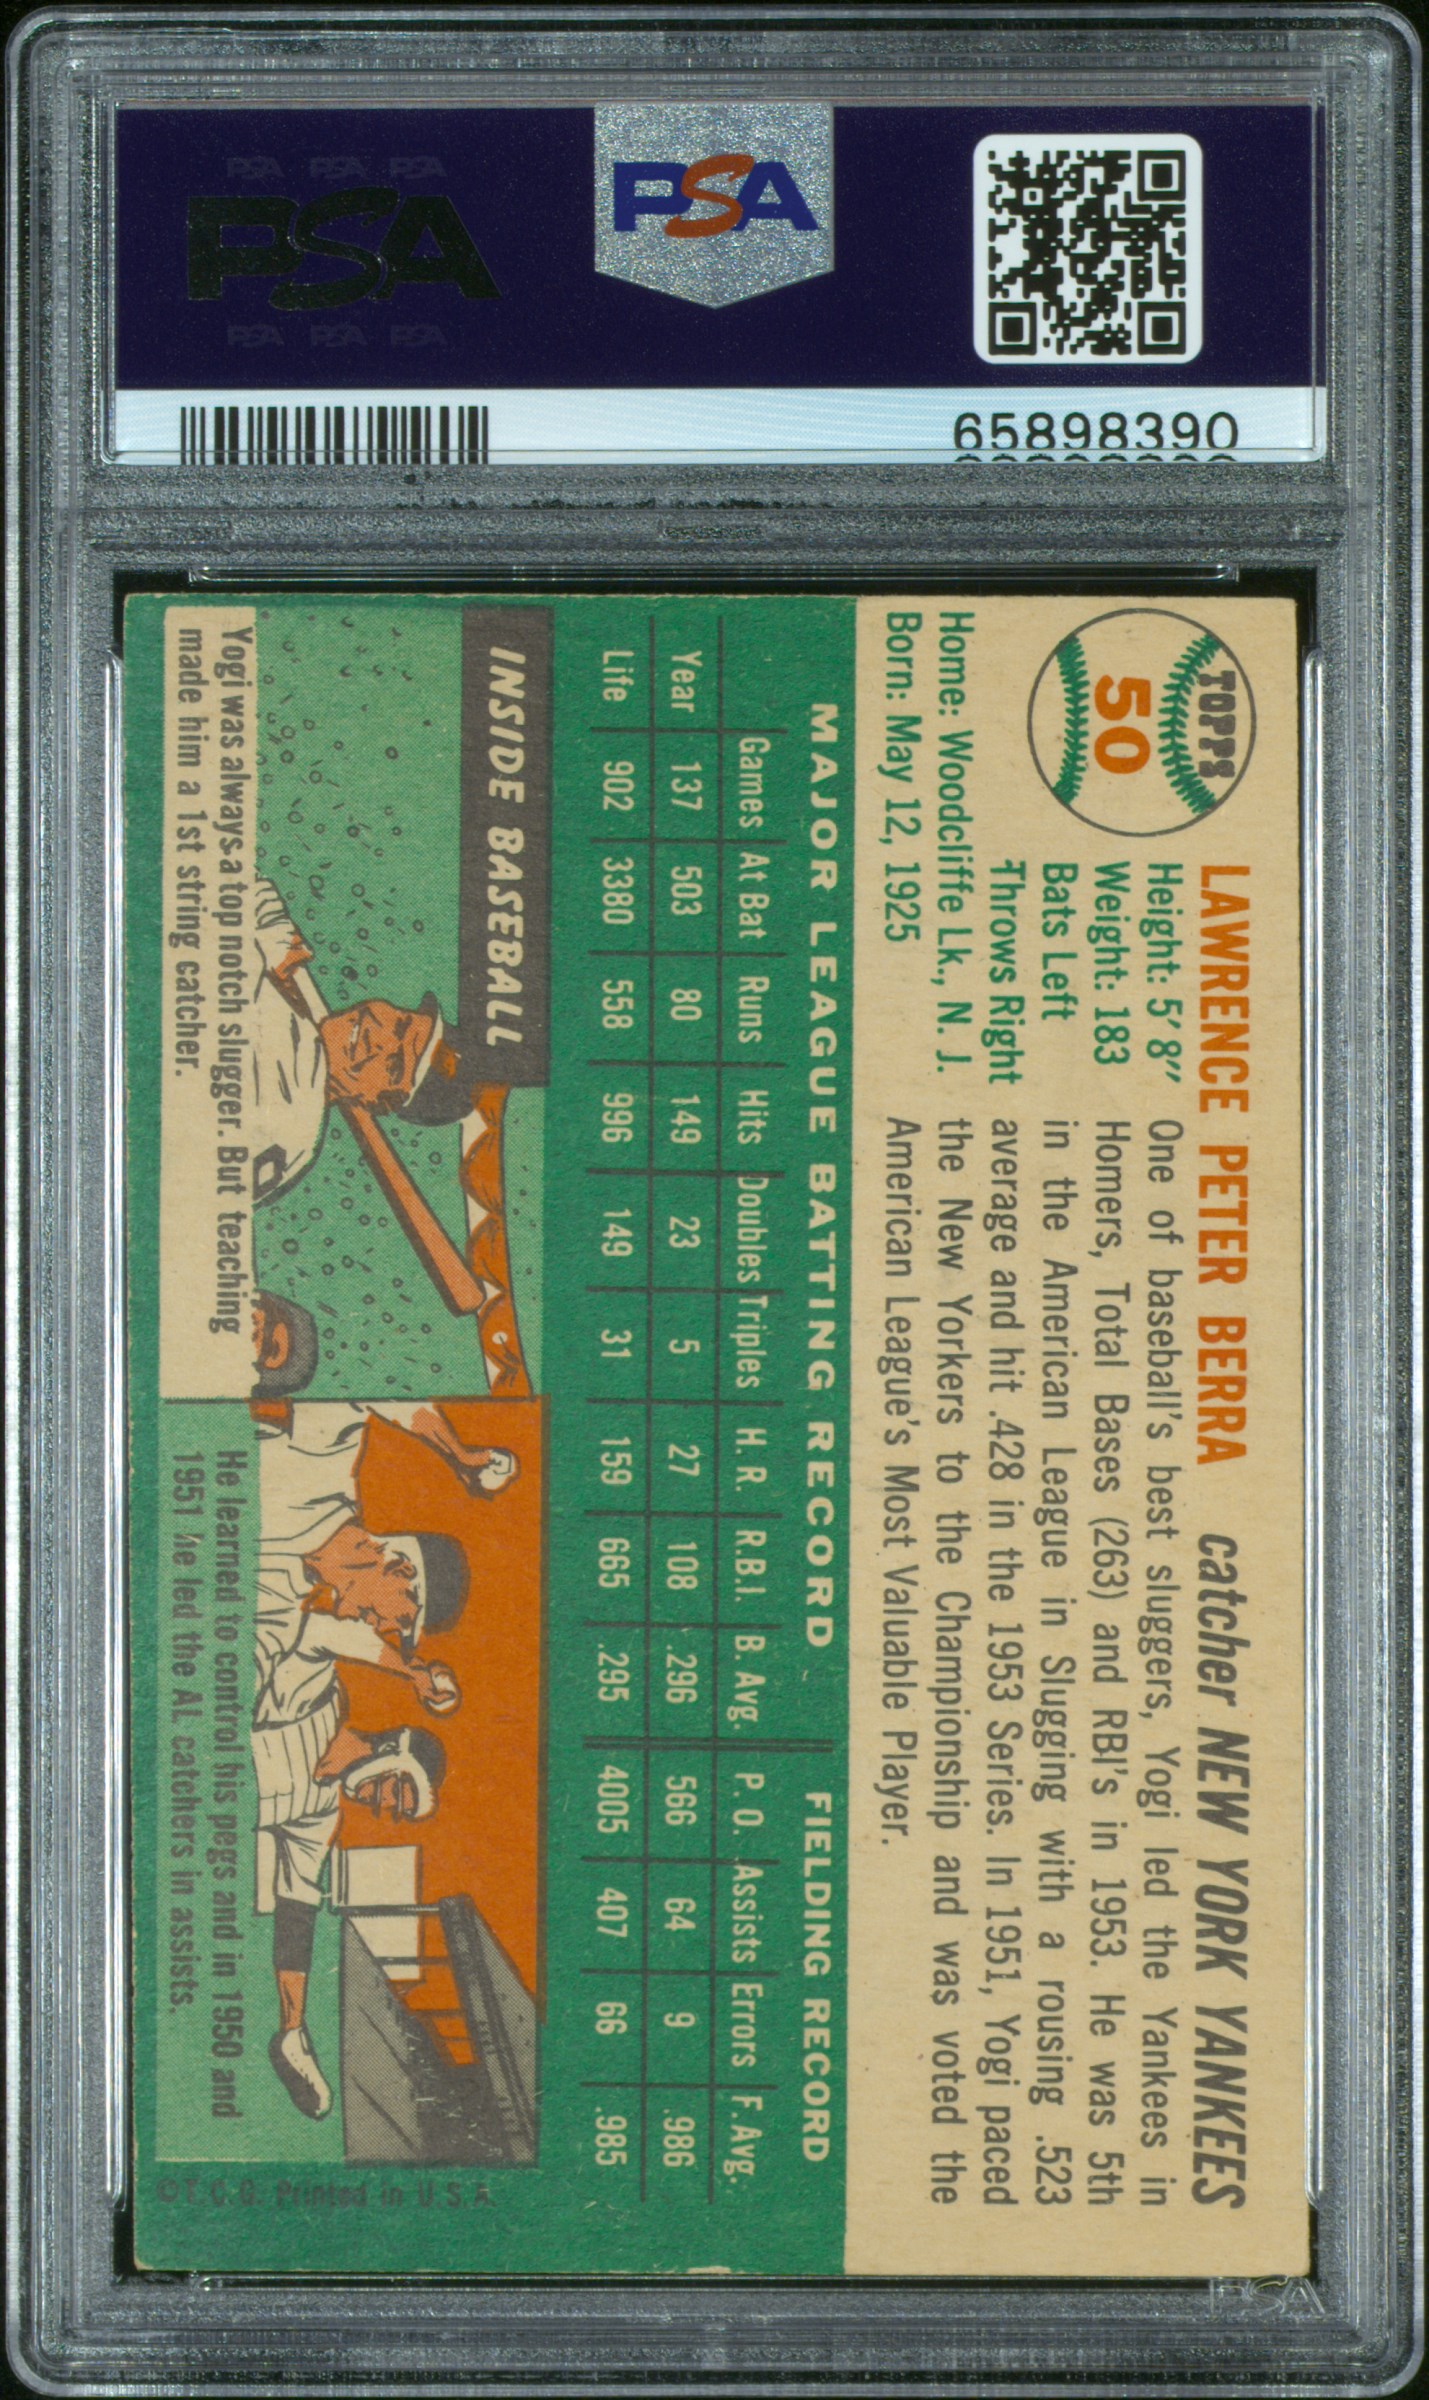 PSA PSA PSA
PSA
PSA PSA PSA
PSA
65898390
TOPPS
50
LAWRENCE PETER BERRA catcher NEW YORK YANKEES
Height: 5' 8"
Weight: 183
Bats Left
Throws Right
Home: Woodcliffe Lk., N. J.
Born: May 12, 1925
One of baseball's best sluggers, Yogi led the Yankees in
Homers, Total Bases (263) and RBI's in 1953. He was 5th
in the American League in Slugging with a rousing .523
average and hit .428 in the 1953 Series. In 1951, Yogi paced
the New Yorkers to the Championship and was voted the
American League's Most Valuable Player.
MAJOR LEAGUE BATTING RECORD FIELDING RECORD
Games At Bat Runs Hits Doubles Triples H. R. R.B.I. B. Avg. P. O. Assists Errors F. Avg.
Year 137 503 80 149 23 5 27 108 .296 566 64 9 .986
Life 902 3380 558 996 149 31 159 665 .295 4005 407 66 .985
INSIDE BASEBALL
Yogi was always a top notch slugger. But teaching
made him a 1st string catcher.
He learned to control his pegs and in 1950 and
1951 he led the AL catchers in assists.
©T.C.G. Printed in U.S.A.
PSA